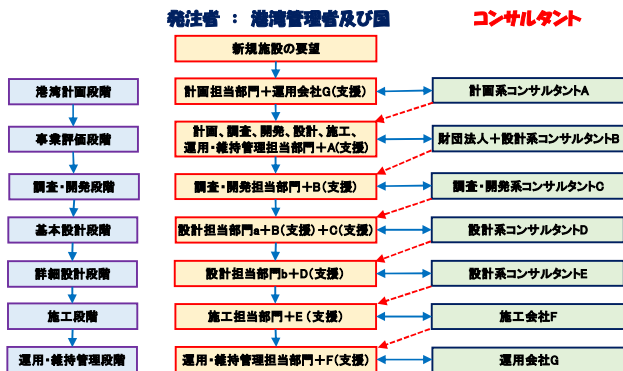 発注者 : 港湾管理者及び国
コンサルタント
新規施設の要望
港湾計画段階
計画担当部門+運用会社G(支援)
計画系コンサルタントA
事業評価段階
計画、調査、開発、設計、施工、
運用・維持管理担当部門+A(支援)
財団法人+設計系コンサルタントB
調査・開発段階
調査・開発担当部門+B(支援)
調査・開発系コンサルタントC
基本設計段階
設計担当部門a+B(支援)+C(支援)
設計系コンサルタントD
詳細設計段階
設計担当部門b+D(支援)
設計系コンサルタントE
施工段階
施工担当部門+E(支援)
施工会社F
運用・維持管理段階
運用・維持管理担当部門+F(支援)
運用会社G